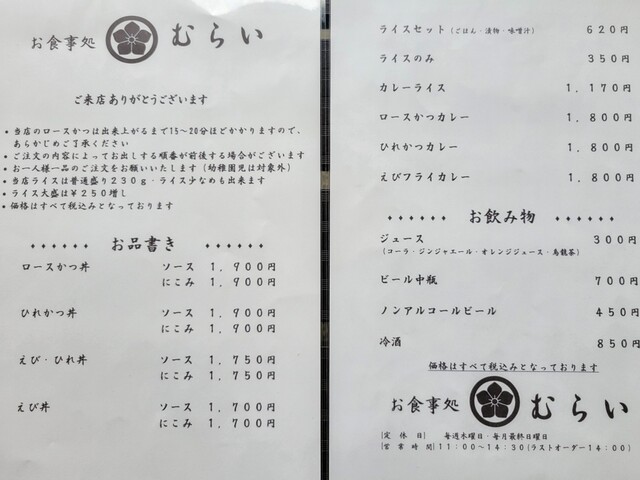 お食事処 むらい
ご来店ありがとうございます
• 当店のロースかつは出来上がるまで15〜20分ほどかかりますので、
あらかじめご了承ください
• ご注文の内容によってお出しする順番が前後する場合がございます
• お一人様一品のご注文をお願いいたします(幼稚園児は対象外)
• 当店ライスは普通盛り230g・ライス少なめも出来ます
• ライス大盛は¥250増し
• 価格はすべて税込みとなっております
お品書き
ロースかつ丼 ソース 1,900円
にこみ 1,900円
ひれかつ丼 ソース 1,900円
にこみ 1,900円
えび・ひれ丼 ソース 1,750円
にこみ 1,750円
えび丼 ソース 1,700円
にこみ 1,700円
ライスセット(ごはん・漬物・味噌汁) 620円
ライスのみ 350円
カレーライス 1,170円
ロースかつカレー 1,800円
ひれかつカレー 1,800円
えびフライカレー 1,800円
お飲み物
ジュース 300円
(コーラ・ジンジャエール・オレンジジュース・烏龍茶)
ビール中瓶 700円
ノンアルコールビール 450円
冷酒 850円
価格はすべて税込みとなっております
お食事処 むらい
[定休日] 毎週水曜日・毎月最終日曜日
[営業時間]11:00〜14:30(ラストオーダー14:00)